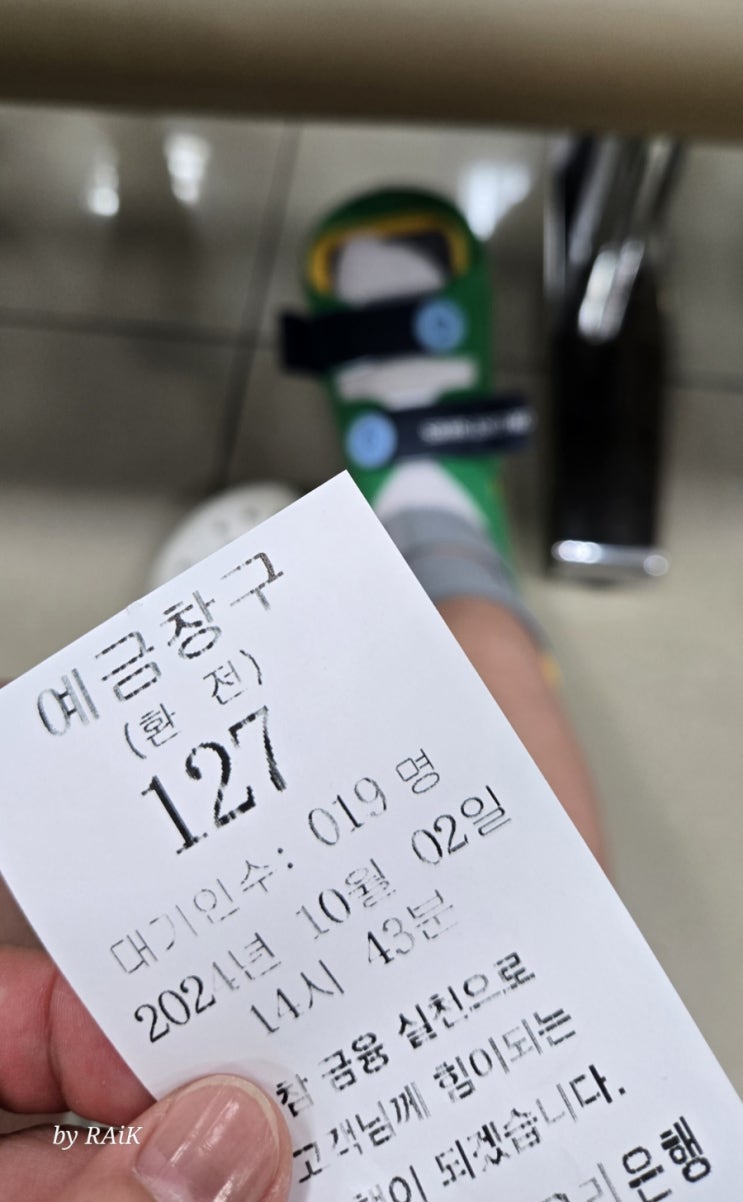 예금창구
(환 전)
127
대기인수: 019 명
2024년 10월 02일
14시 43분
참 금융 실천으로
고객님께 힘이되는
되겠습니다.
은행
by RAiK